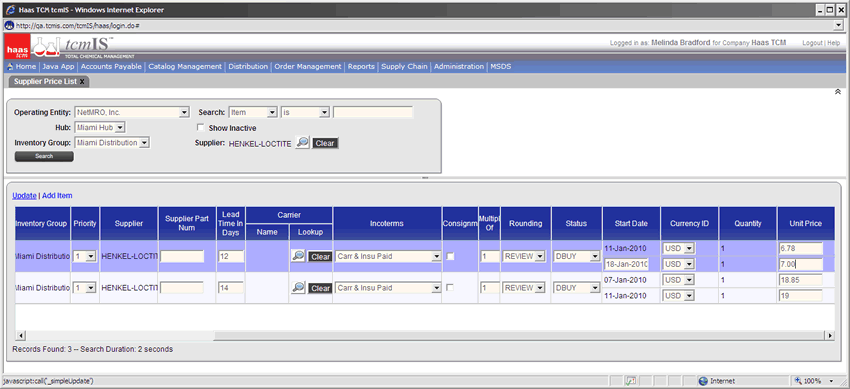 Haas TCM tcmIS - Windows Internet Explorer
http://qa.tcmis.com/tcmIS/haas/login.do#
haas tcm tcmIS™
TOTAL CHEMICAL MANAGEMENT
Logged in as: Melinda Bradford for Company Haas TCM Logout | Help
Home | Java App | Accounts Payable | Catalog Management | Distribution | Order Management | Reports | Supply Chain | Administration | MSDS
Supplier Price List X
Operating Entity: NetMRO, Inc. Search: Item is
Hub: Miami Hub Show Inactive
Inventory Group: Miami Distribution Supplier: HENKEL-LOCTITE Clear
Search
Update | Add Item
Inventory Group Priority Supplier Supplier Part Num Lead Time In Days Carrier Name Lookup Incoterms Consignm Multipl Of Rounding Status Start Date Currency ID Quantity Unit Price
Miami Distributio 1 HENKEL-LOCTIT 12 Clear Carr & Insu Paid 1 REVIEW DBUY 11-Jan-2010 USD 1 6.78
18-Jan-2010 USD 1 7.00
Miami Distributio 1 HENKEL-LOCTIT 14 Clear Carr & Insu Paid 1 REVIEW DBUY 07-Jan-2010 USD 1 18.85
11-Jan-2010 USD 1 19
Records Found: 3 -- Search Duration: 2 seconds
javascript:call('_simpleUpdate') Internet 100%